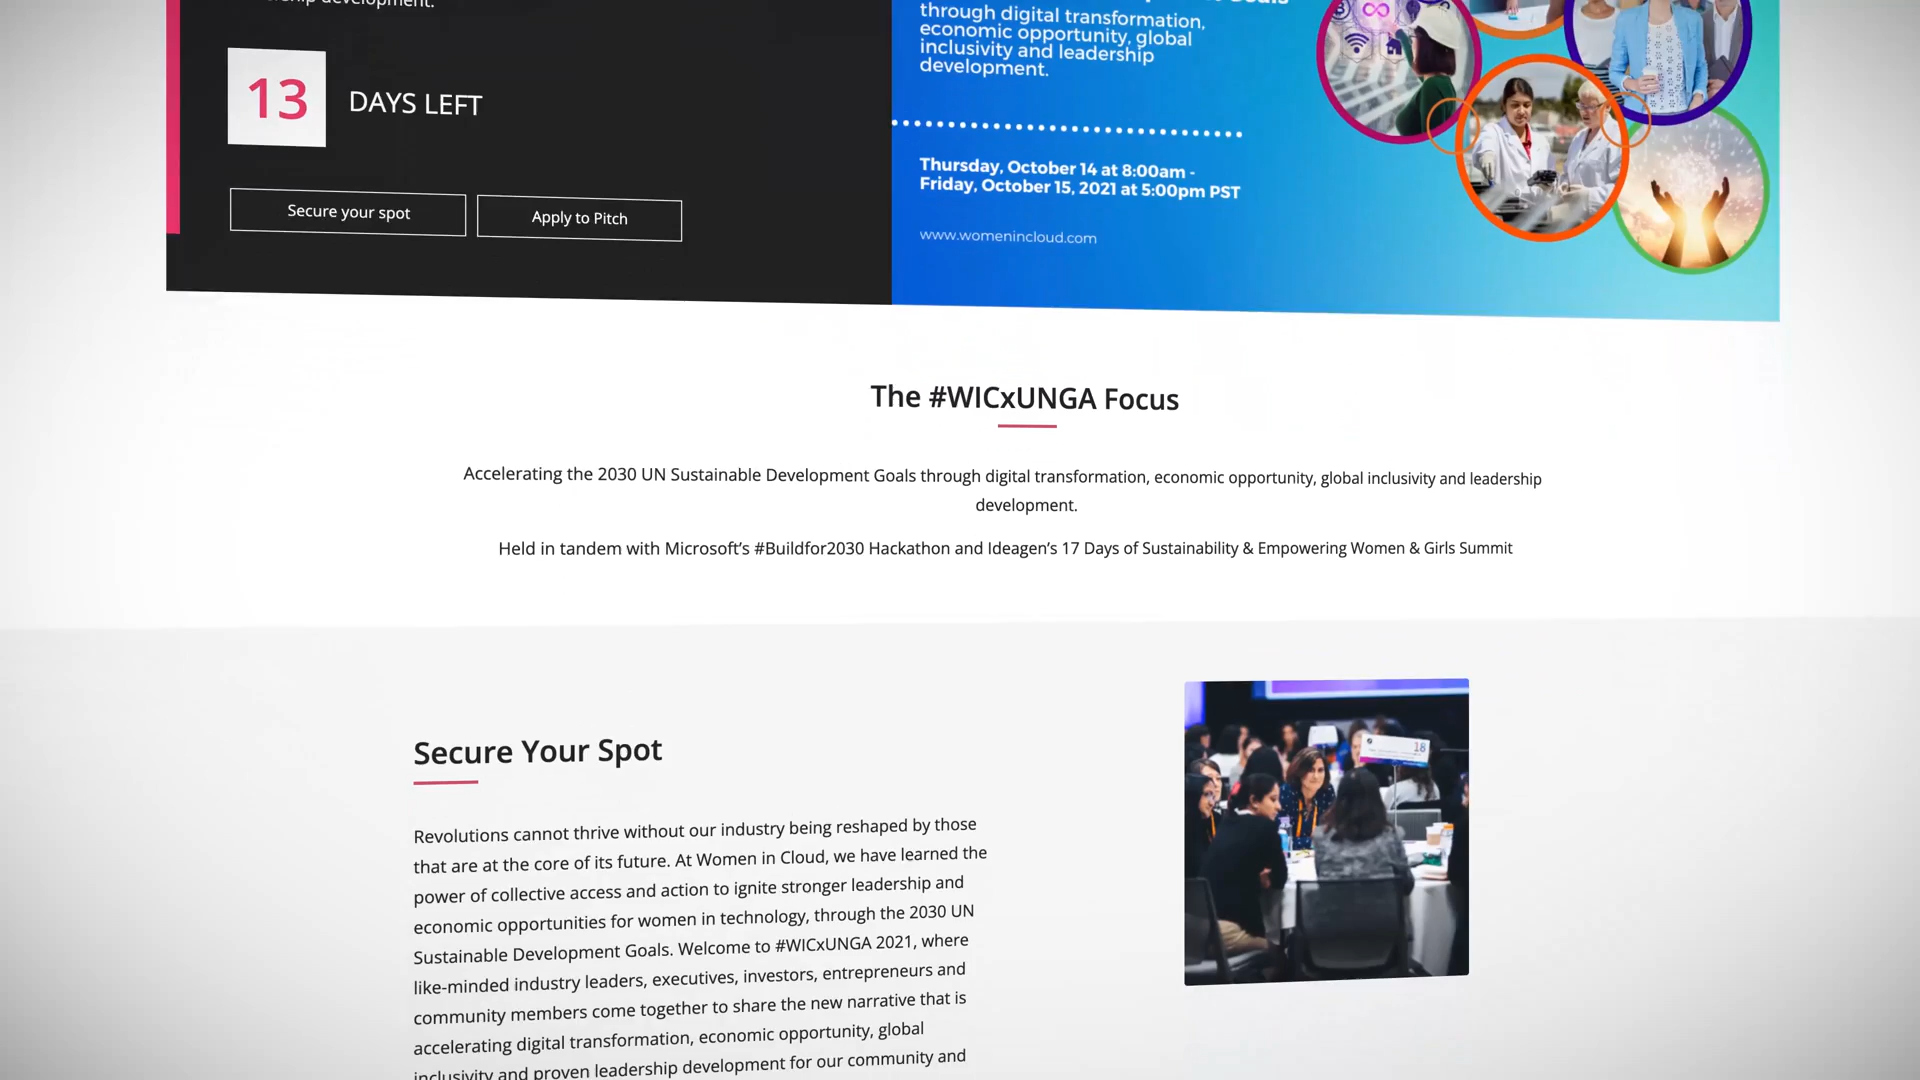 development.
13
DAYS LEFT
Secure your spot
Apply to Pitch
through digital transformation,
economic opportunity, global
inclusivity and leadership
development.
Thursday, October 14 at 8:00am -
Friday, October 15, 2021 at 5:00pm PST
www.womenincloud.com
The #WICxUNGA Focus
Accelerating the 2030 UN Sustainable Development Goals through digital transformation, economic opportunity, global inclusivity and leadership
development.
Held in tandem with Microsoft’s #Buildfor2030 Hackathon and Ideagen’s 17 Days of Sustainability & Empowering Women & Girls Summit
Secure Your Spot
18
Revolutions cannot thrive without our industry being reshaped by those
that are at the core of its future. At Women in Cloud, we have learned the
power of collective access and action to ignite stronger leadership and
economic opportunities for women in technology, through the 2030 UN
Sustainable Development Goals. Welcome to #WICxUNGA 2021, where
like-minded industry leaders, executives, investors, entrepreneurs and
community members come together to share the new narrative that is
accelerating digital transformation, economic opportunity, global
inclusivity and proven leadership development for our community and